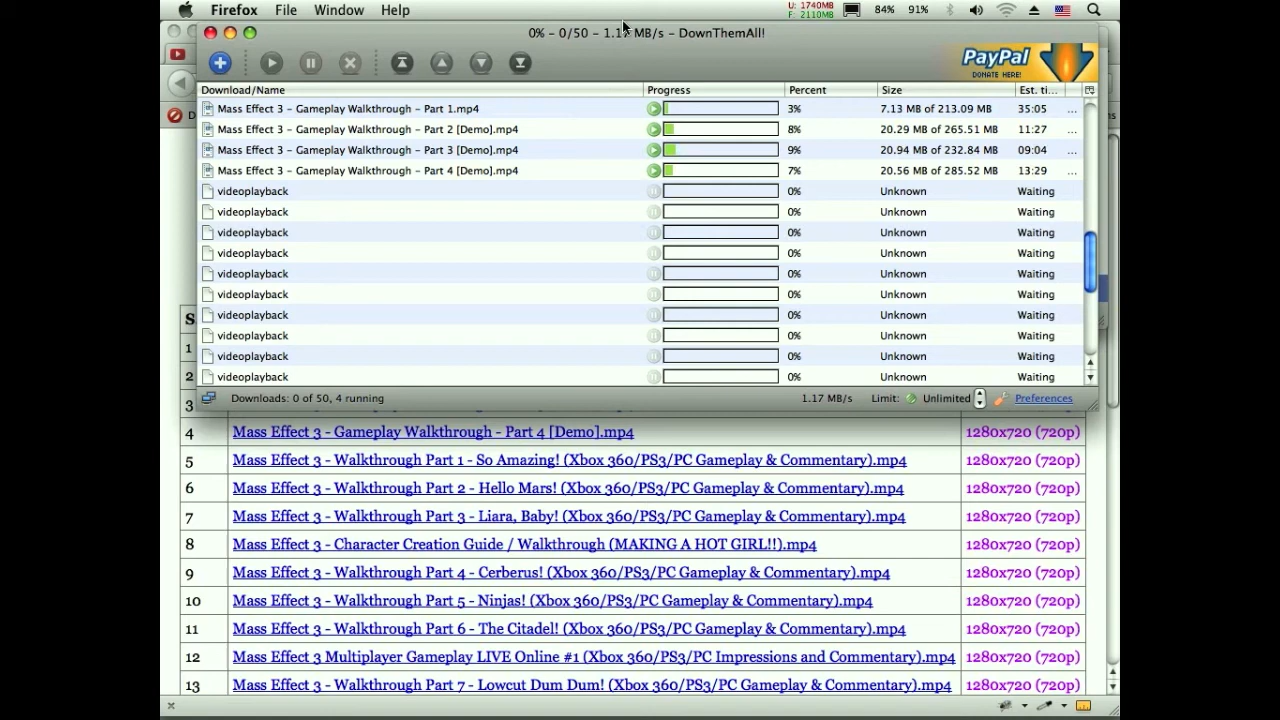 Firefox File Window Help U: 1740MB F: 2110MB 84% 91%
0% - 0/50 - 1.17 MB/s - DownThemAll!
PayPal
DONATE HERE!
Download/Name Progress Percent Size Est. ti...
Mass Effect 3 - Gameplay Walkthrough - Part 1.mp4 3% 7.13 MB of 213.09 MB 35:05 ...
Mass Effect 3 - Gameplay Walkthrough - Part 2 [Demo].mp4 8% 20.29 MB of 265.51 MB 11:27 ...
Mass Effect 3 - Gameplay Walkthrough - Part 3 [Demo].mp4 9% 20.94 MB of 232.84 MB 09:04 ...
Mass Effect 3 - Gameplay Walkthrough - Part 4 [Demo].mp4 7% 20.56 MB of 285.52 MB 13:29 ...
videoplayback 0% Unknown Waiting
videoplayback 0% Unknown Waiting
videoplayback 0% Unknown Waiting
videoplayback 0% Unknown Waiting
videoplayback 0% Unknown Waiting
videoplayback 0% Unknown Waiting
videoplayback 0% Unknown Waiting
videoplayback 0% Unknown Waiting
videoplayback 0% Unknown Waiting
videoplayback 0% Unknown Waiting
Downloads: 0 of 50, 4 running 1.17 MB/s Limit: Unlimited Preferences
S
1
2
3
4 Mass Effect 3 - Gameplay Walkthrough - Part 4 [Demo].mp4 1280x720 (720p)
5 Mass Effect 3 - Walkthrough Part 1 - So Amazing! (Xbox 360/PS3/PC Gameplay & Commentary).mp4 1280x720 (720p)
6 Mass Effect 3 - Walkthrough Part 2 - Hello Mars! (Xbox 360/PS3/PC Gameplay & Commentary).mp4 1280x720 (720p)
7 Mass Effect 3 - Walkthrough Part 3 - Liara, Baby! (Xbox 360/PS3/PC Gameplay & Commentary).mp4 1280x720 (720p)
8 Mass Effect 3 - Character Creation Guide / Walkthrough (MAKING A HOT GIRL!!).mp4 1280x720 (720p)
9 Mass Effect 3 - Walkthrough Part 4 - Cerberus! (Xbox 360/PS3/PC Gameplay & Commentary).mp4 1280x720 (720p)
10 Mass Effect 3 - Walkthrough Part 5 - Ninjas! (Xbox 360/PS3/PC Gameplay & Commentary).mp4 1280x720 (720p)
11 Mass Effect 3 - Walkthrough Part 6 - The Citadel! (Xbox 360/PS3/PC Gameplay & Commentary).mp4 1280x720 (720p)
12 Mass Effect 3 Multiplayer Gameplay LIVE Online #1 (Xbox 360/PS3/PC Impressions and Commentary).mp4 1280x720 (720p)
13 Mass Effect 3 - Walkthrough Part 7 - Lowcut Dum Dum! (Xbox 360/PS3/PC Gameplay & Commentary).mp4 1280x720 (720p)